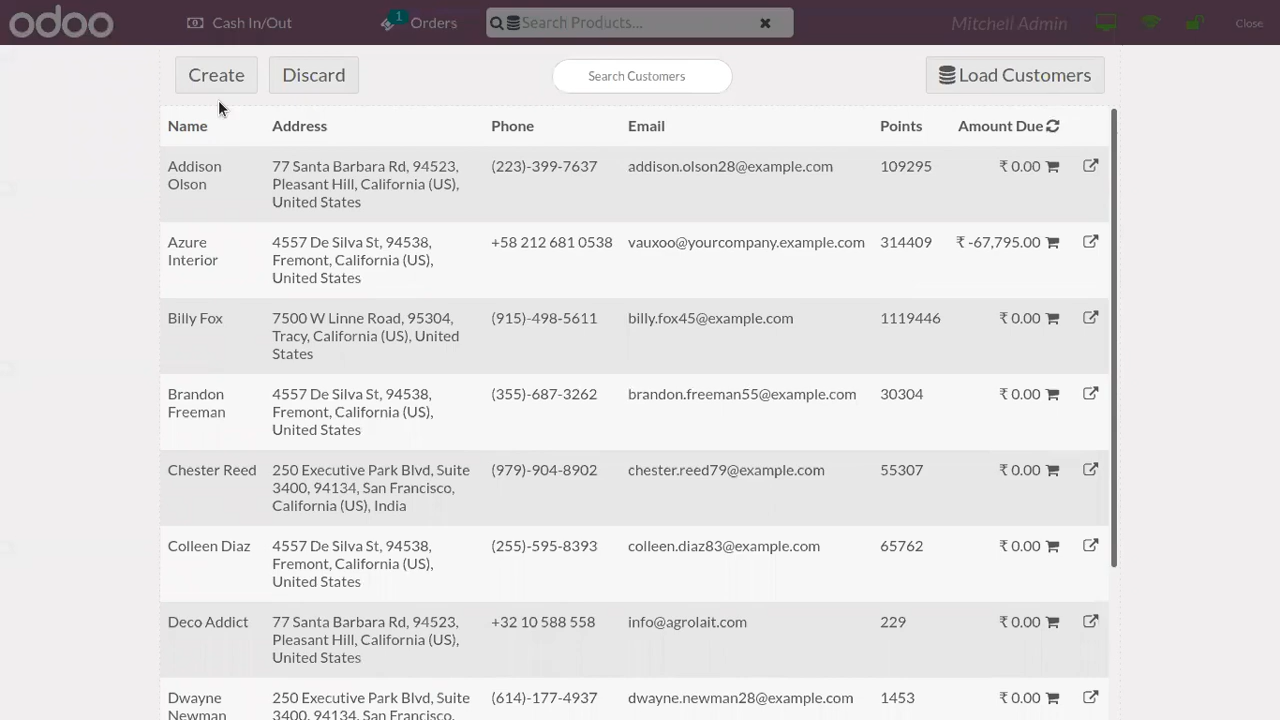 odoo Cash In/Out 1 Orders Search Products... Mitchell Admin Close
Create Discard Search Customers Load Customers
Name Address Phone Email Points Amount Due
Addison 77 Santa Barbara Rd, 94523, (223)-399-7637 addison.olson28@example.com 109295 ₹ 0.00
Olson Pleasant Hill, California (US),
United States
Azure 4557 De Silva St, 94538, +58 212 681 0538 vauxoo@yourcompany.example.com 314409 ₹ -67,795.00
Interior Fremont, California (US),
United States
Billy Fox 7500 W Linne Road, 95304, (915)-498-5611 billy.fox45@example.com 1119446 ₹ 0.00
Tracy, California (US), United
States
Brandon 4557 De Silva St, 94538, (355)-687-3262 brandon.freeman55@example.com 30304 ₹ 0.00
Freeman Fremont, California (US),
United States
Chester Reed 250 Executive Park Blvd, Suite (979)-904-8902 chester.reed79@example.com 55307 ₹ 0.00
3400, 94134, San Francisco,
California (US), India
Colleen Diaz 4557 De Silva St, 94538, (255)-595-8393 colleen.diaz83@example.com 65762 ₹ 0.00
Fremont, California (US),
United States
Deco Addict 77 Santa Barbara Rd, 94523, +32 10 588 558 info@agrolait.com 229 ₹ 0.00
Pleasant Hill, California (US),
United States
Dwayne 250 Executive Park Blvd, Suite (614)-177-4937 dwayne.newman28@example.com 1453 ₹ 0.00
Newman 3400, 94134, San Francisco,